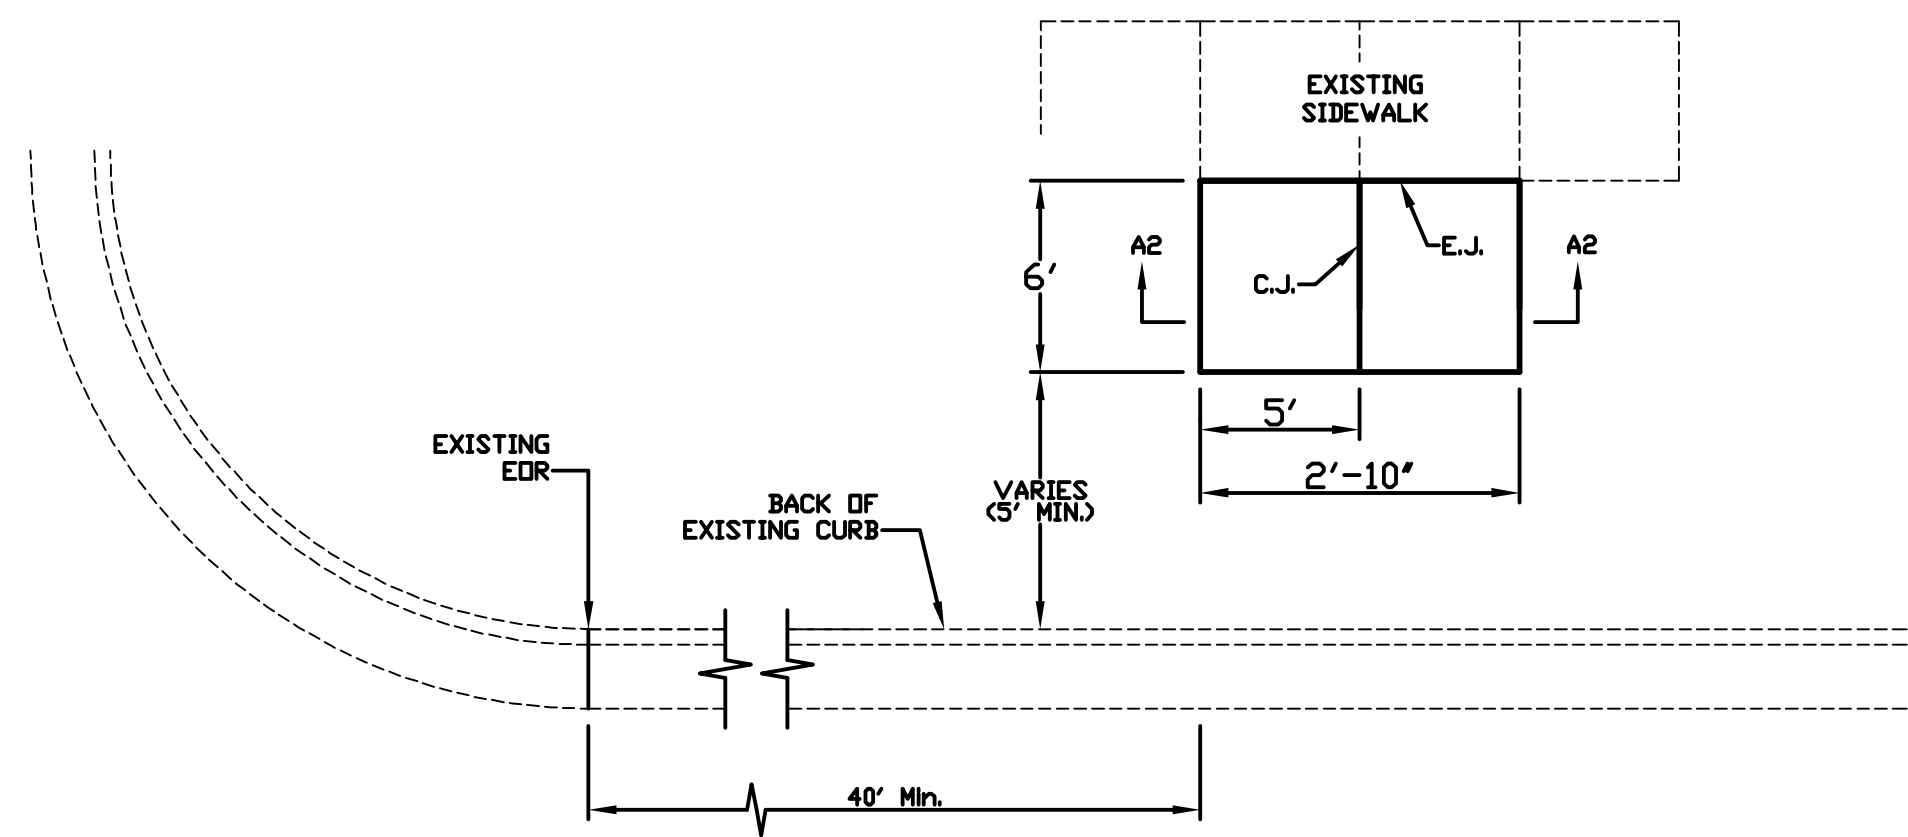 EXISTING
SIDEWALK
A2
A2
E.J.
C.J.
6'
5'
2'-10"
EXISTING
EOR
BACK OF
EXISTING CURB
VARIES
(5' MIN.)
40' Min.